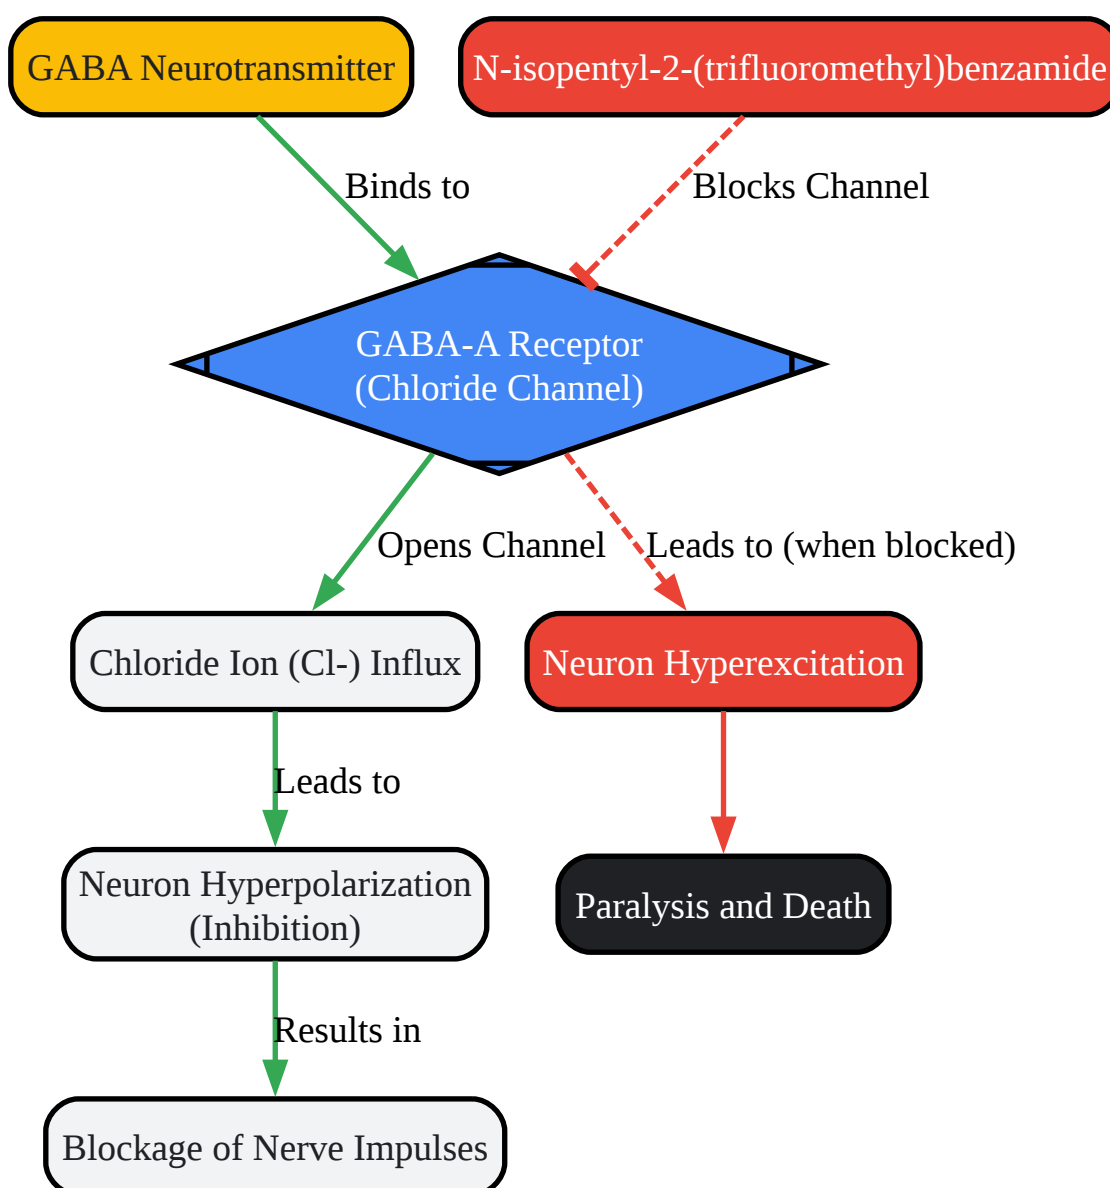 GABA Neurotransmitter
N-isopentyl-2-(trifluoromethyl)benzamide
Binds to
Blocks Channel
GABA-A Receptor
(Chloride Channel)
Opens Channel
Leads to (when blocked)
Chloride Ion (Cl-) Influx
Neuron Hyperexcitation
Leads to
Neuron Hyperpolarization
(Inhibition)
Paralysis and Death
Results in
Blockage of Nerve Impulses